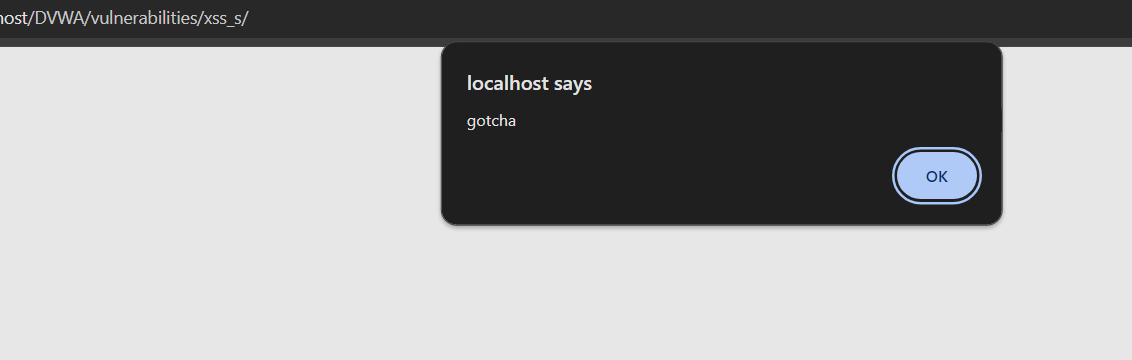 host/DVWA/vulnerabilities/xss_s/
localhost says
gotcha
OK